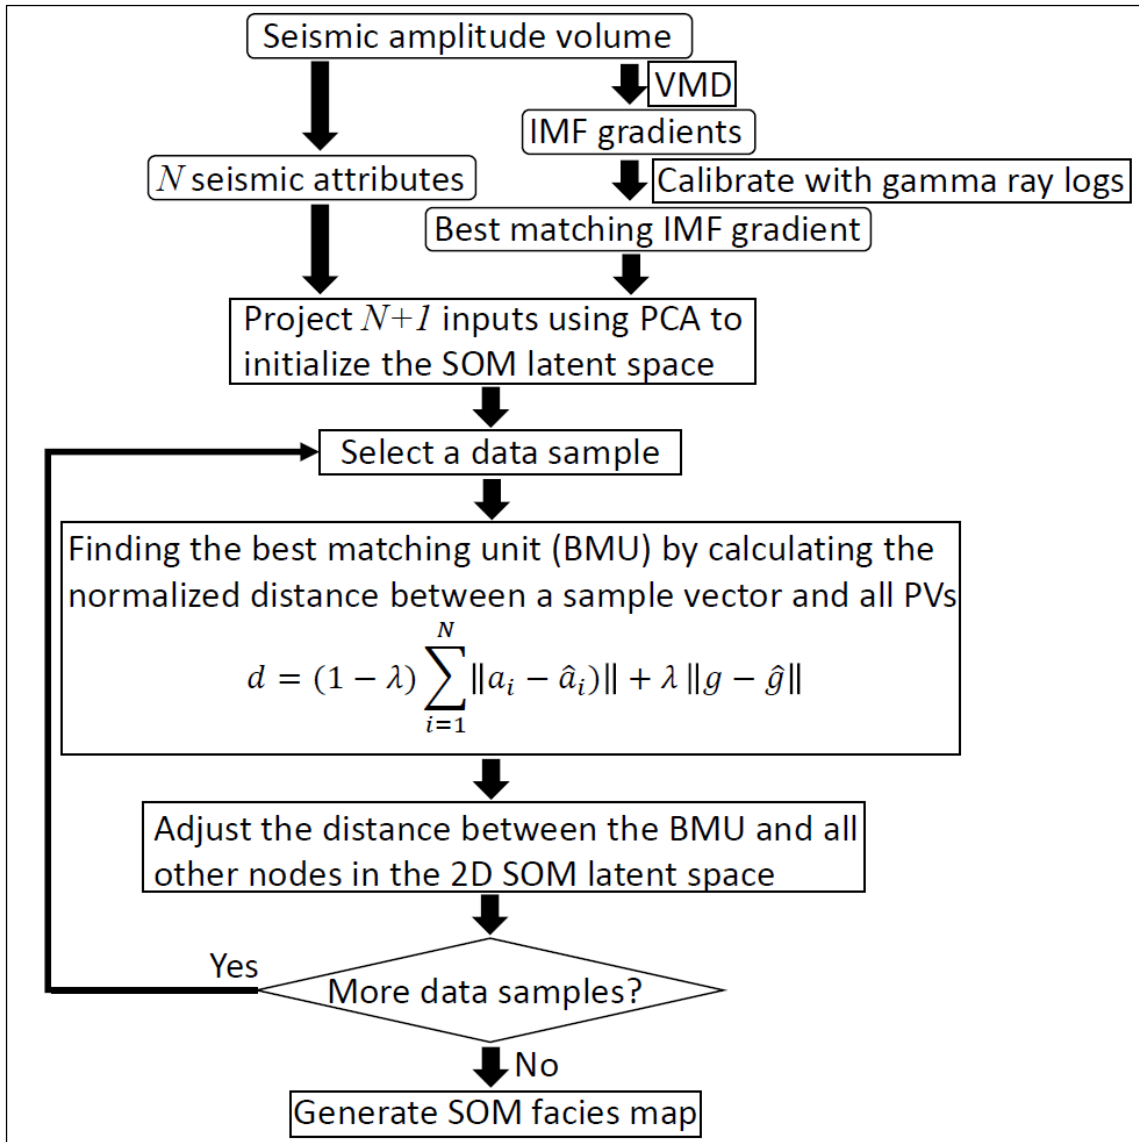 Seismic amplitude volume
VMD
IMF gradients
N seismic attributes
Calibrate with gamma ray logs
Best matching IMF gradient
Project N+1 inputs using PCA to
initialize the SOM latent space
Select a data sample
Finding the best matching unit (BMU) by calculating the
normalized distance between a sample vector and all PVs
d = (1 − λ) ∑_{i=1}^{N} ‖a_i − â_i)‖ + λ ‖g − ĝ‖
Adjust the distance between the BMU and all
other nodes in the 2D SOM latent space
Yes
More data samples?
No
Generate SOM facies map